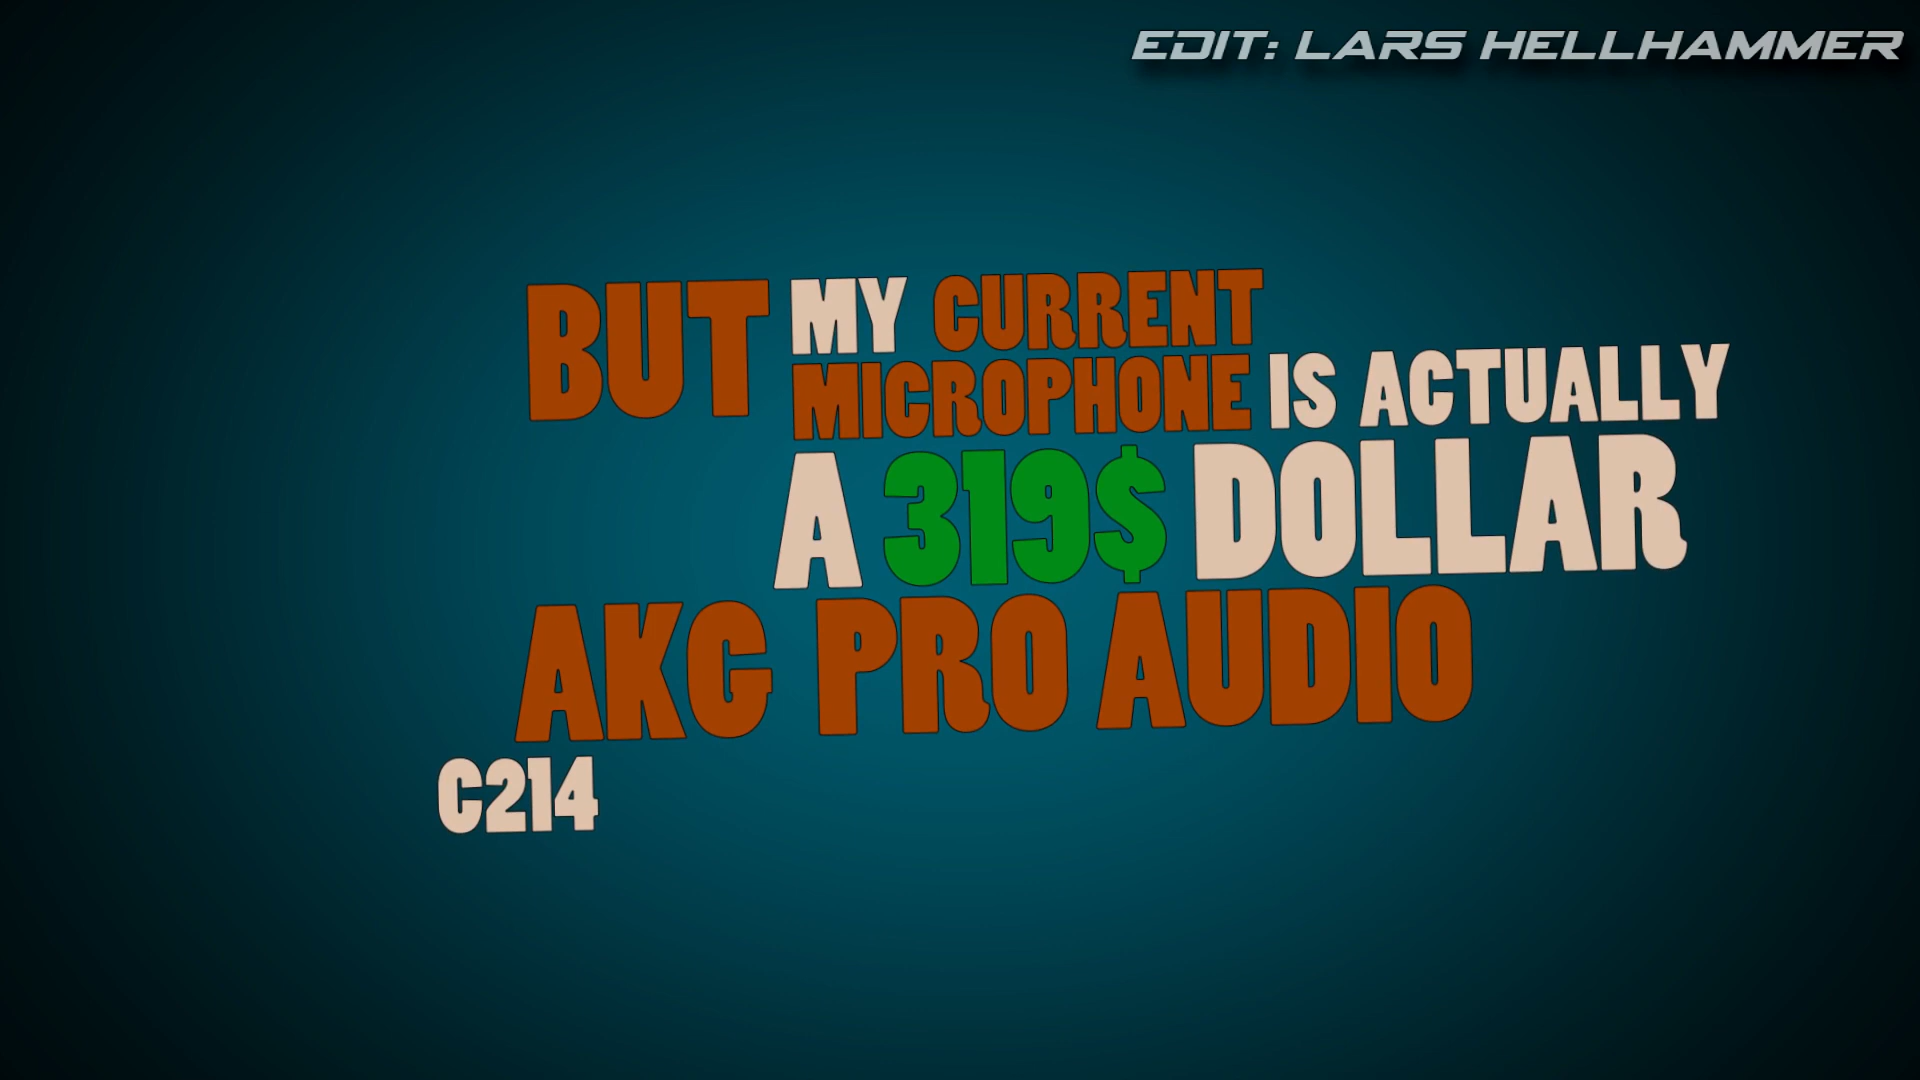 EDIT: LARS HELLHAMMER
BUT MY CURRENT
MICROPHONE IS ACTUALLY
A 319$ DOLLAR
AKG PRO AUDIO
C214